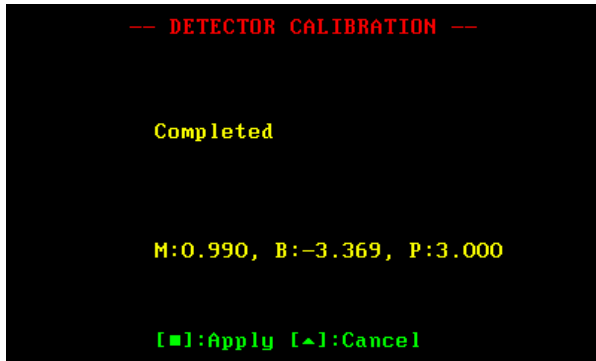 —— DETECTOR CALIBRATION ——
Completed
M:0.990, B:−3.369, P:3.000
[■]:Apply [▲]:Cancel